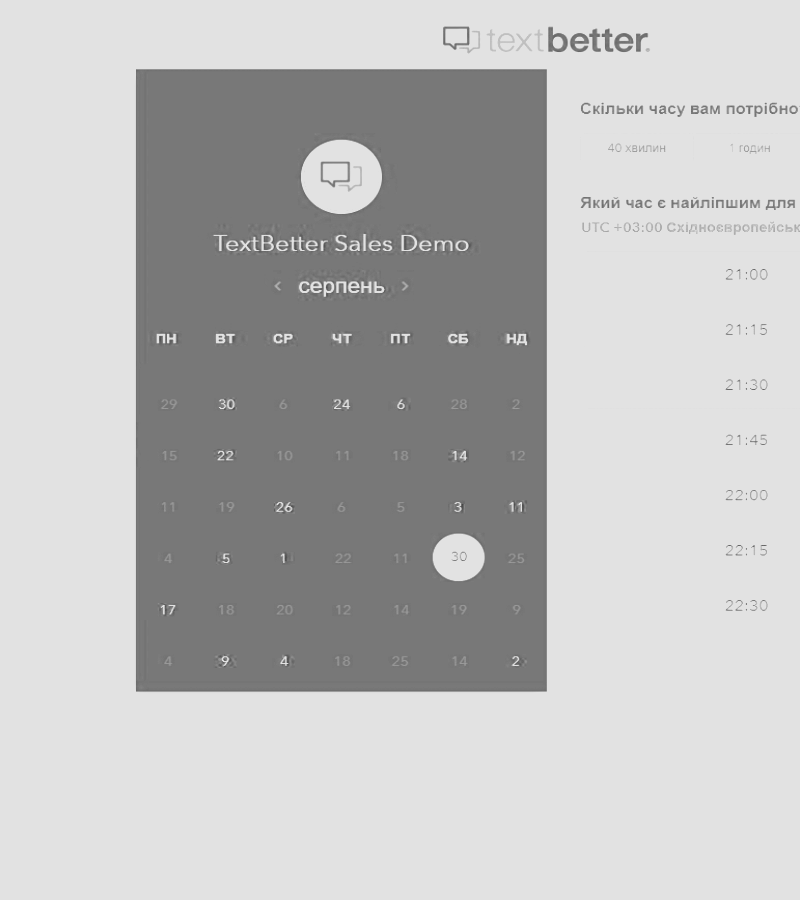 textbetter.
TextBetter Sales Demo
‹ серпень ›
ПН ВТ СР ЧТ ПТ СБ НД
29 30 6 24 6 28 2
15 22 10 11 18 14 12
11 19 26 6 5 3 11
4 5 1 22 11 30 25
17 18 20 12 14 19 9
4 9 4 18 25 14 2
Скільки часу вам потрібно
40 хвилин 1 годин
Який час є найліпшим для
UTC +03:00 Східноєвропейськ
21:00
21:15
21:30
21:45
22:00
22:15
22:30